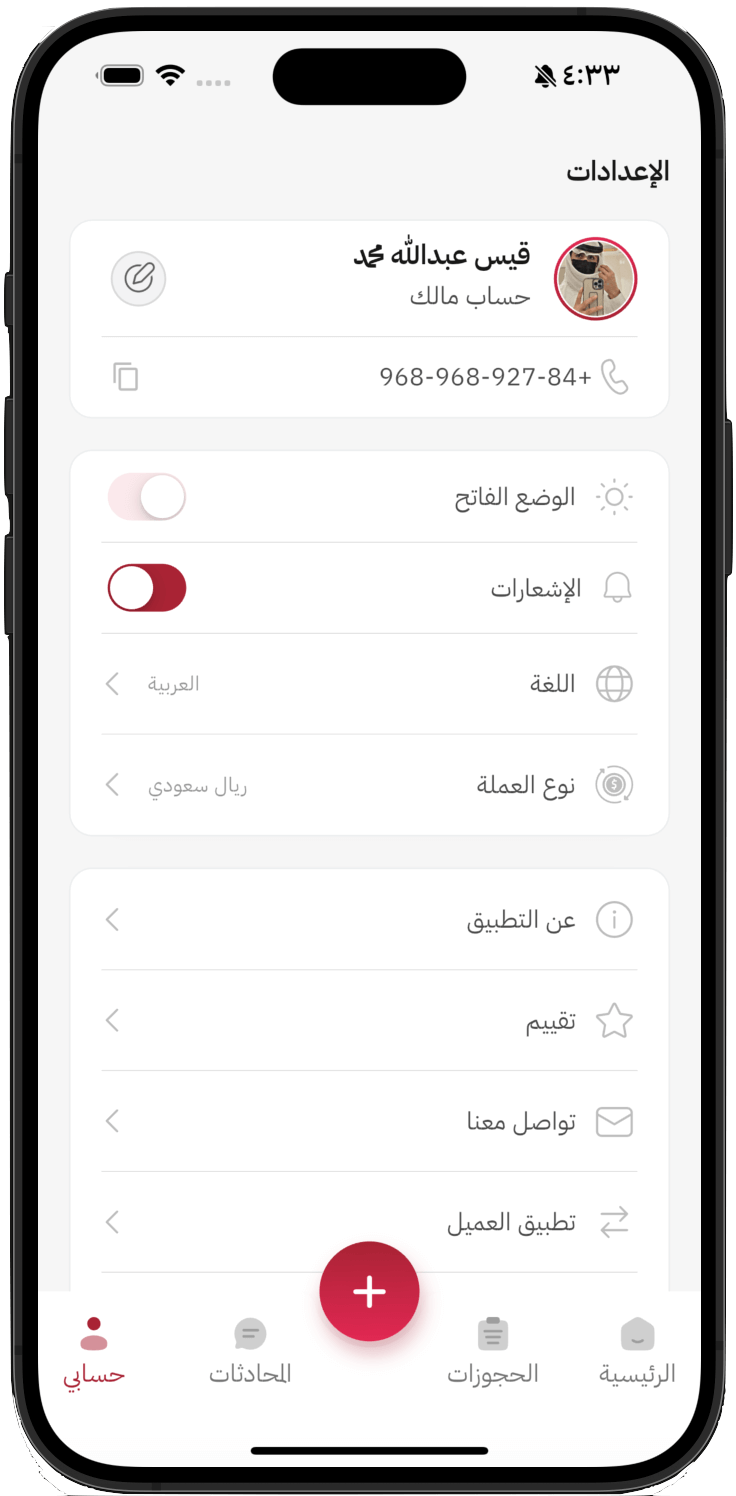 ٤:٣٣
الإعدادات
قيس عبدالله محمد
حساب مالك
968-968-927-84+
الوضع الفاتح
الإشعارات
اللغة العربية
نوع العملة ريال سعودي
عن التطبيق
تقييم
تواصل معنا
تطبيق العميل
الرئيسية الحجوزات المحادثات حسابي